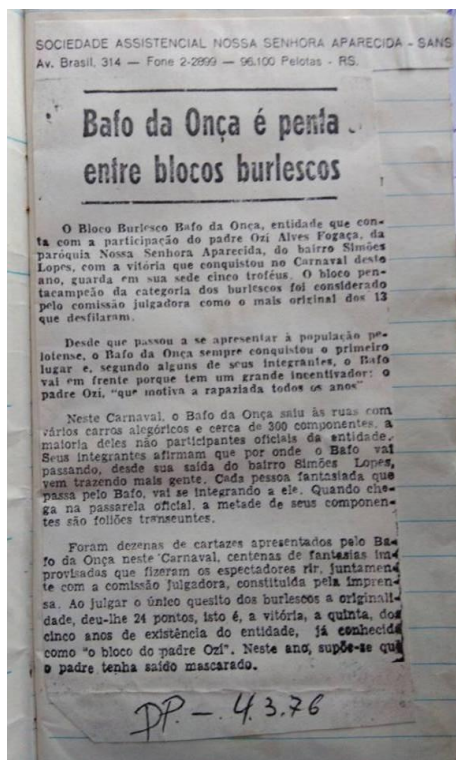 SOCIEDADE ASSISTENCIAL NOSSA SENHORA APARECIDA - SANS
Av. Brasil, 314 — Fone 2-2899 — 96.100 Pelotas - RS.
Bafo da Onça é penta
entre blocos burlescos
O Bloco Burlesco Bafo da Onça, entidade que con-
ta com a participação do padre Ozi Alves Fogaça, da
paróquia Nossa Senhora Aparecida, do bairro Simões
Lopes, com a vitória que conquistou no Carnaval deste
ano, guarda em sua sede cinco troféus. O bloco pen-
tacampeão da categoria dos burlescos foi considerado
pelo comissão julgadora como o mais original dos 13
que desfilaram.
Desde que passou a se apresentar à população pe-
lotense, o Bafo da Onça sempre conquistou o primeiro
lugar e, segundo alguns de seus integrantes, o Bafo
vai em frente porque tem um grande incentivador: o
padre Ozi, "que motiva a rapaziada todos os anos"
Neste Carnaval, o Bafo da Onça saiu às ruas com
vários carros alegóricos e cerca de 300 componentes, a
maioria deles não participantes oficiais da entidade.
Seus integrantes afirmam que por onde o Bafo vai
passando, desde sua saída do bairro Simões Lopes,
vem trazendo mais gente. Cada pessoa fantasiada que
passa pelo Bafo, vai se integrando a ele. Quando che-
ga na passarela oficial, a metade de seus componen-
tes são foliões transeuntes.
Foram dezenas de cartazes apresentados pelo Ba-
fo da Onça neste Carnaval, centenas de fantasias im-
provisadas que fizeram os espectadores rir, juntamen-
te com a comissão julgadora, constituída pela impren-
sa. Ao julgar o único quesito dos burlescos a originali-
dade, deu-lhe 24 pontos, isto é, a vitória, a quinta, dos
cinco anos de existência do entidade, já conhecida
como "o bloco do padre Ozi". Neste ano, supõe-se que
o padre tenha saído mascarado.
DP. - 4.3.76